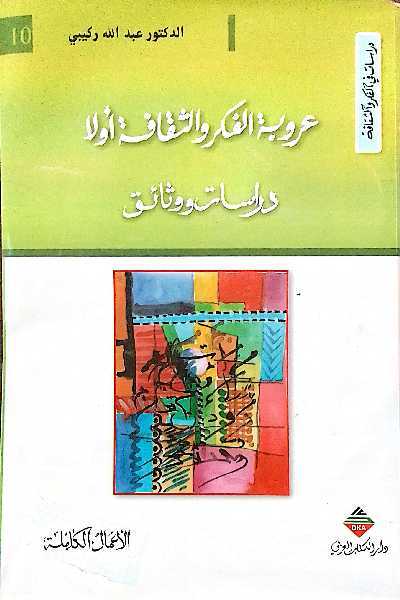 10
الدكتور عبد الله ركيبي
دراسات في الفكر والثقافة
عروبة الفكر والثقافة أولا
دراسات ووثائق
الأعمال الكاملة
DKA
دار الكتاب العربي